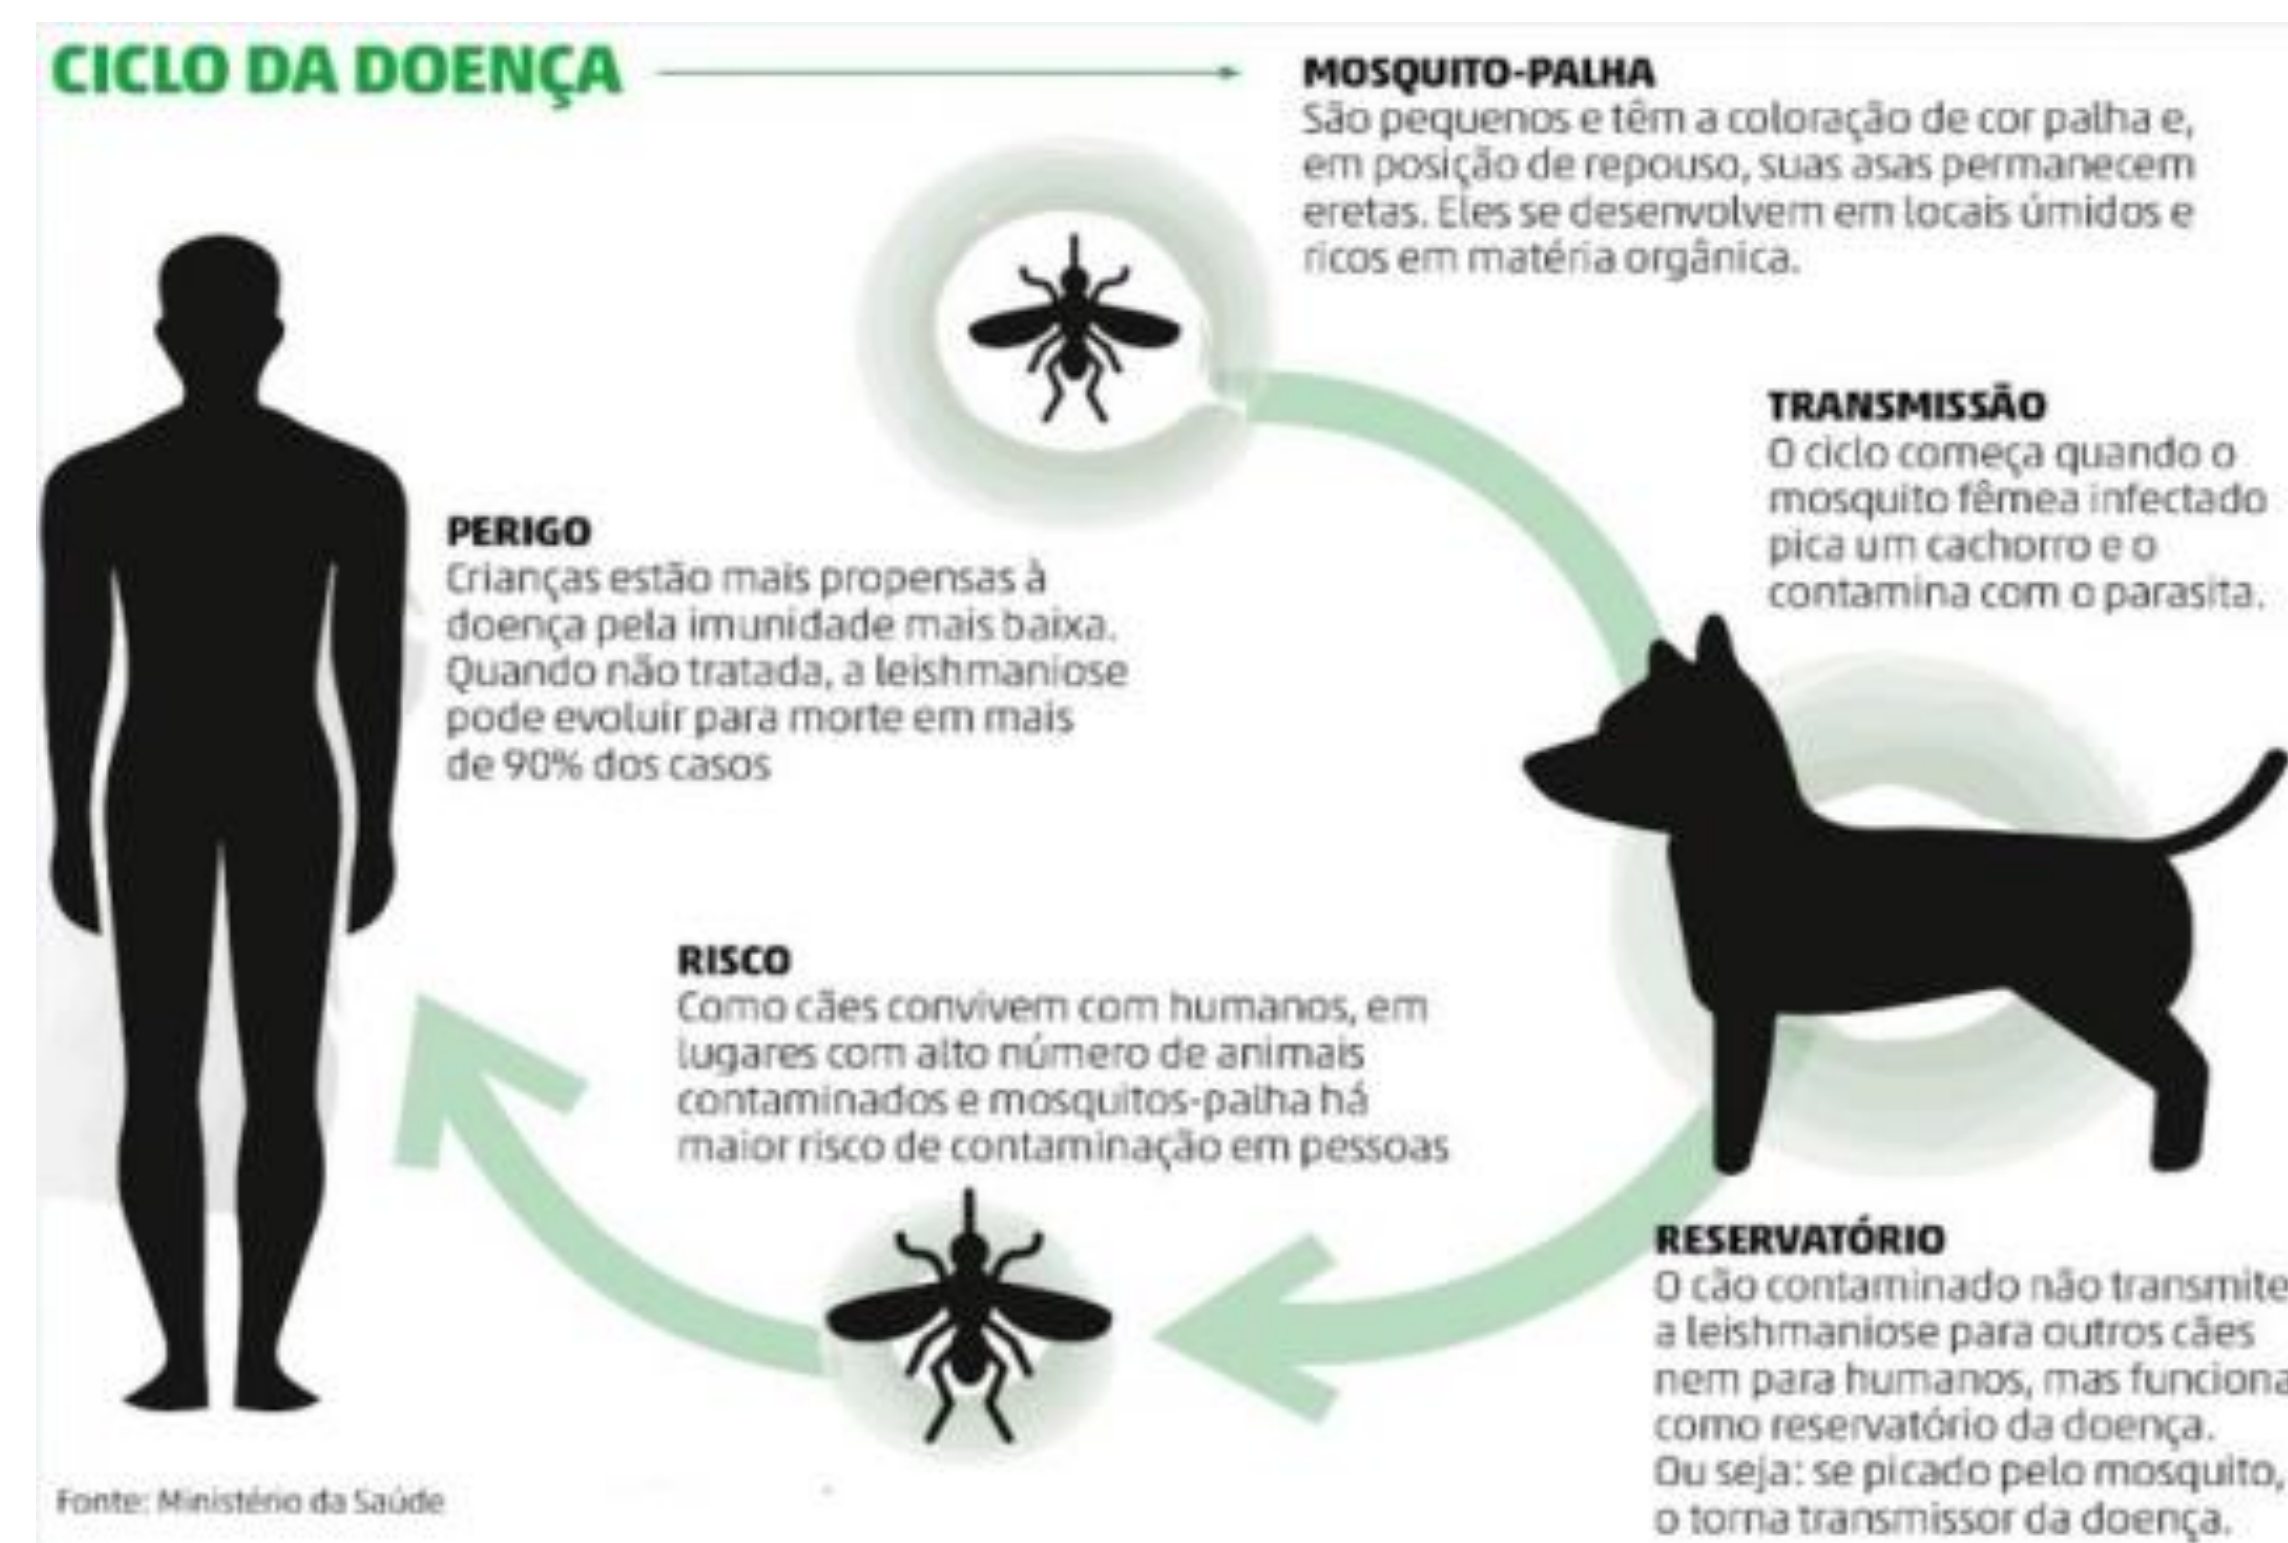 CICLO DA DOENÇA
MOSQUITO-PALHA
São pequenos e têm a coloração de cor palha e,
em posição de repouso, suas asas permanecem
eretas. Eles se desenvolvem em locais úmidos e
ricos em matéria orgânica.
TRANSMISSÃO
O ciclo começa quando o
mosquito fêmea infectado
pica um cachorro e o
contamina com o parasita.
PERIGO
Crianças estão mais propensas à
doença pela imunidade mais baixa.
Quando não tratada, a leishmaniose
pode evoluir para morte em mais
de 90% dos casos
RISCO
Como cães convivem com humanos, em
lugares com alto número de animais
contaminados e mosquitos-palha há
maior risco de contaminação em pessoas
RESERVATÓRIO
O cão contaminado não transmite
a leishmaniose para outros cães
nem para humanos, mas funciona
como reservatório da doença.
Ou seja: se picado pelo mosquito,
o torna transmissor da doença.
Fonte: Ministério da Saúde